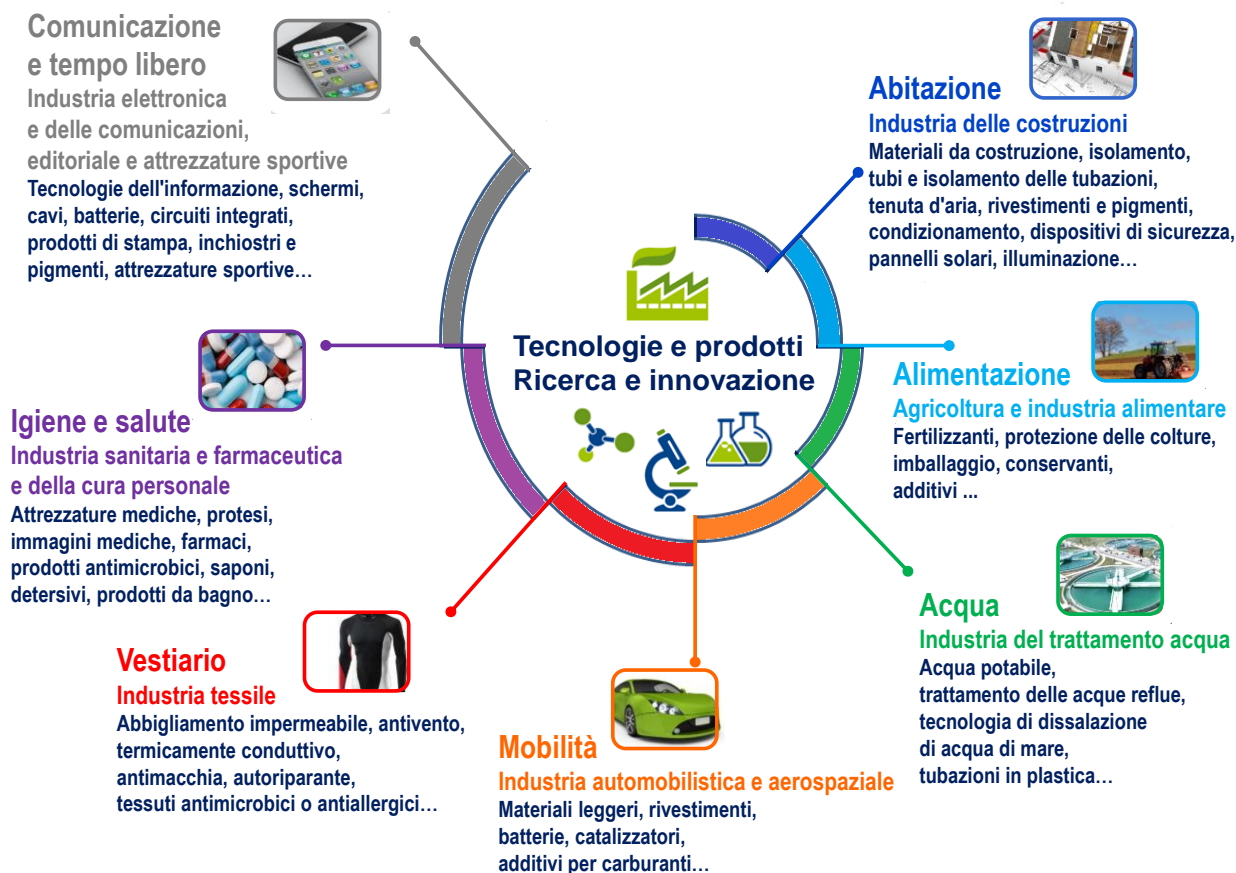 Comunicazione
e tempo libero
Industria elettronica
e delle comunicazioni,
editoriale e attrezzature sportive
Tecnologie dell'informazione, schermi,
cavi, batterie, circuiti integrati,
prodotti di stampa, inchiostri e
pigmenti, attrezzature sportive…
Abitazione
Industria delle costruzioni
Materiali da costruzione, isolamento,
tubi e isolamento delle tubazioni,
tenuta d'aria, rivestimenti e pigmenti,
condizionamento, dispositivi di sicurezza,
pannelli solari, illuminazione…
Tecnologie e prodotti
Ricerca e innovazione
Alimentazione
Agricoltura e industria alimentare
Fertilizzanti, protezione delle colture,
imballaggio, conservanti,
additivi ...
Igiene e salute
Industria sanitaria e farmaceutica
e della cura personale
Attrezzature mediche, protesi,
immagini mediche, farmaci,
prodotti antimicrobici, saponi,
detersivi, prodotti da bagno…
Acqua
Industria del trattamento acqua
Acqua potabile,
trattamento delle acque reflue,
tecnologia di dissalazione
di acqua di mare,
tubazioni in plastica…
Vestiario
Industria tessile
Abbigliamento impermeabile, antivento,
termicamente conduttivo,
antimacchia, autoriparante,
tessuti antimicrobici o antiallergici…
Mobilità
Industria automobilistica e aerospaziale
Materiali leggeri, rivestimenti,
batterie, catalizzatori,
additivi per carburanti…